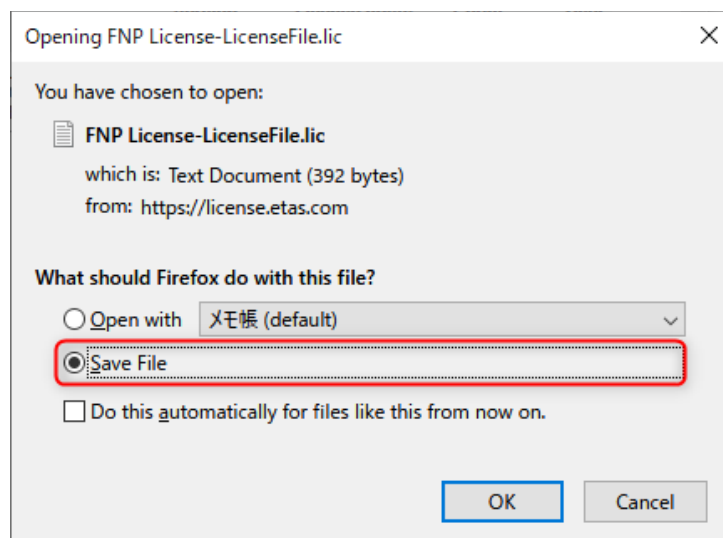 Opening FNP License-LicenseFile.lic
You have chosen to open:
FNP License-LicenseFile.lic
which is: Text Document (392 bytes)
from: https://license.etas.com
What should Firefox do with this file?
Open with メモ帳 (default)
Save File
Do this automatically for files like this from now on.
OK Cancel